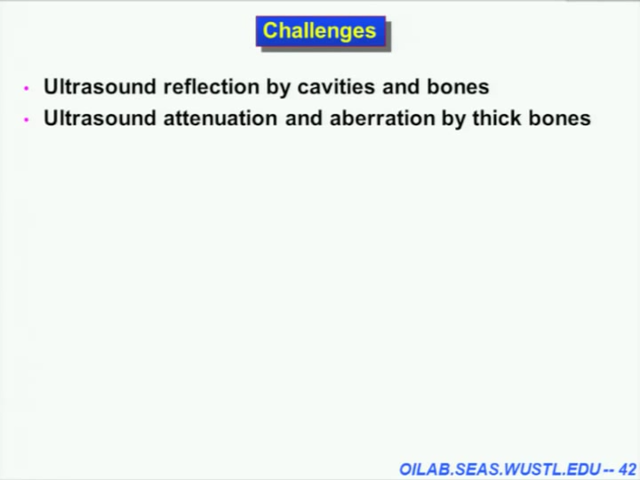 Challenges
• Ultrasound reflection by cavities and bones
• Ultrasound attenuation and aberration by thick bones
OILAB.SEAS.WUSTL.EDU -- 42